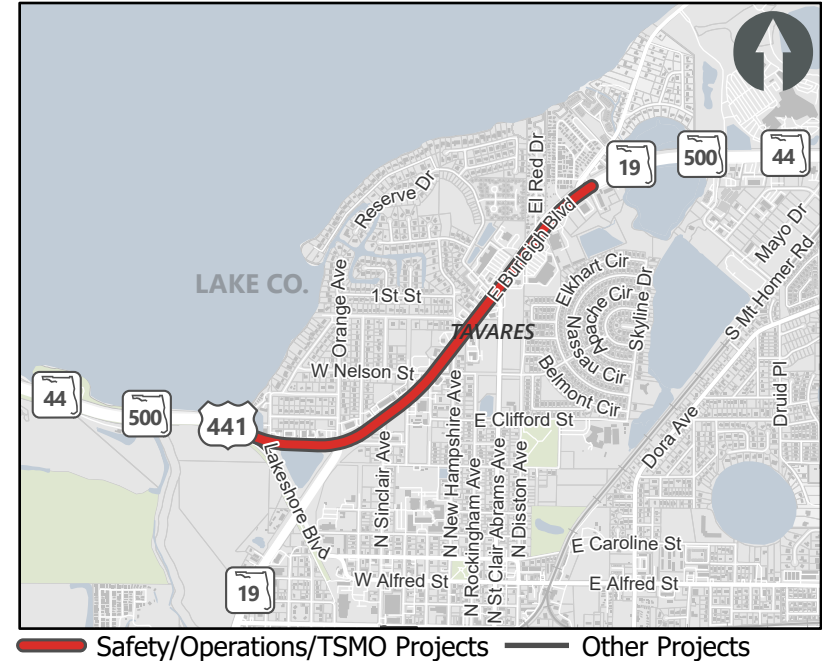 19
500
44
El Red Dr
Reserve Dr
E Burleigh Blvd
Mayo Dr
S Mt Homer Rd
LAKE CO.
Orange Ave
1St St
Elkhart Cir
Apache Cir
Nassau Cir
Skyline Dr
TAVARES
W Nelson St
Belmont Cir
Druid Pl
44
500
441
E Clifford St
Dora Ave
Lakeshore Blvd
N Sinclair Ave
N New Hampshire Ave
N Rockingham Ave
N St Clair Abrams Ave
N Disston Ave
E Caroline St
19
W Alfred St
E Alfred St
Safety/Operations/TSMO Projects
Other Projects